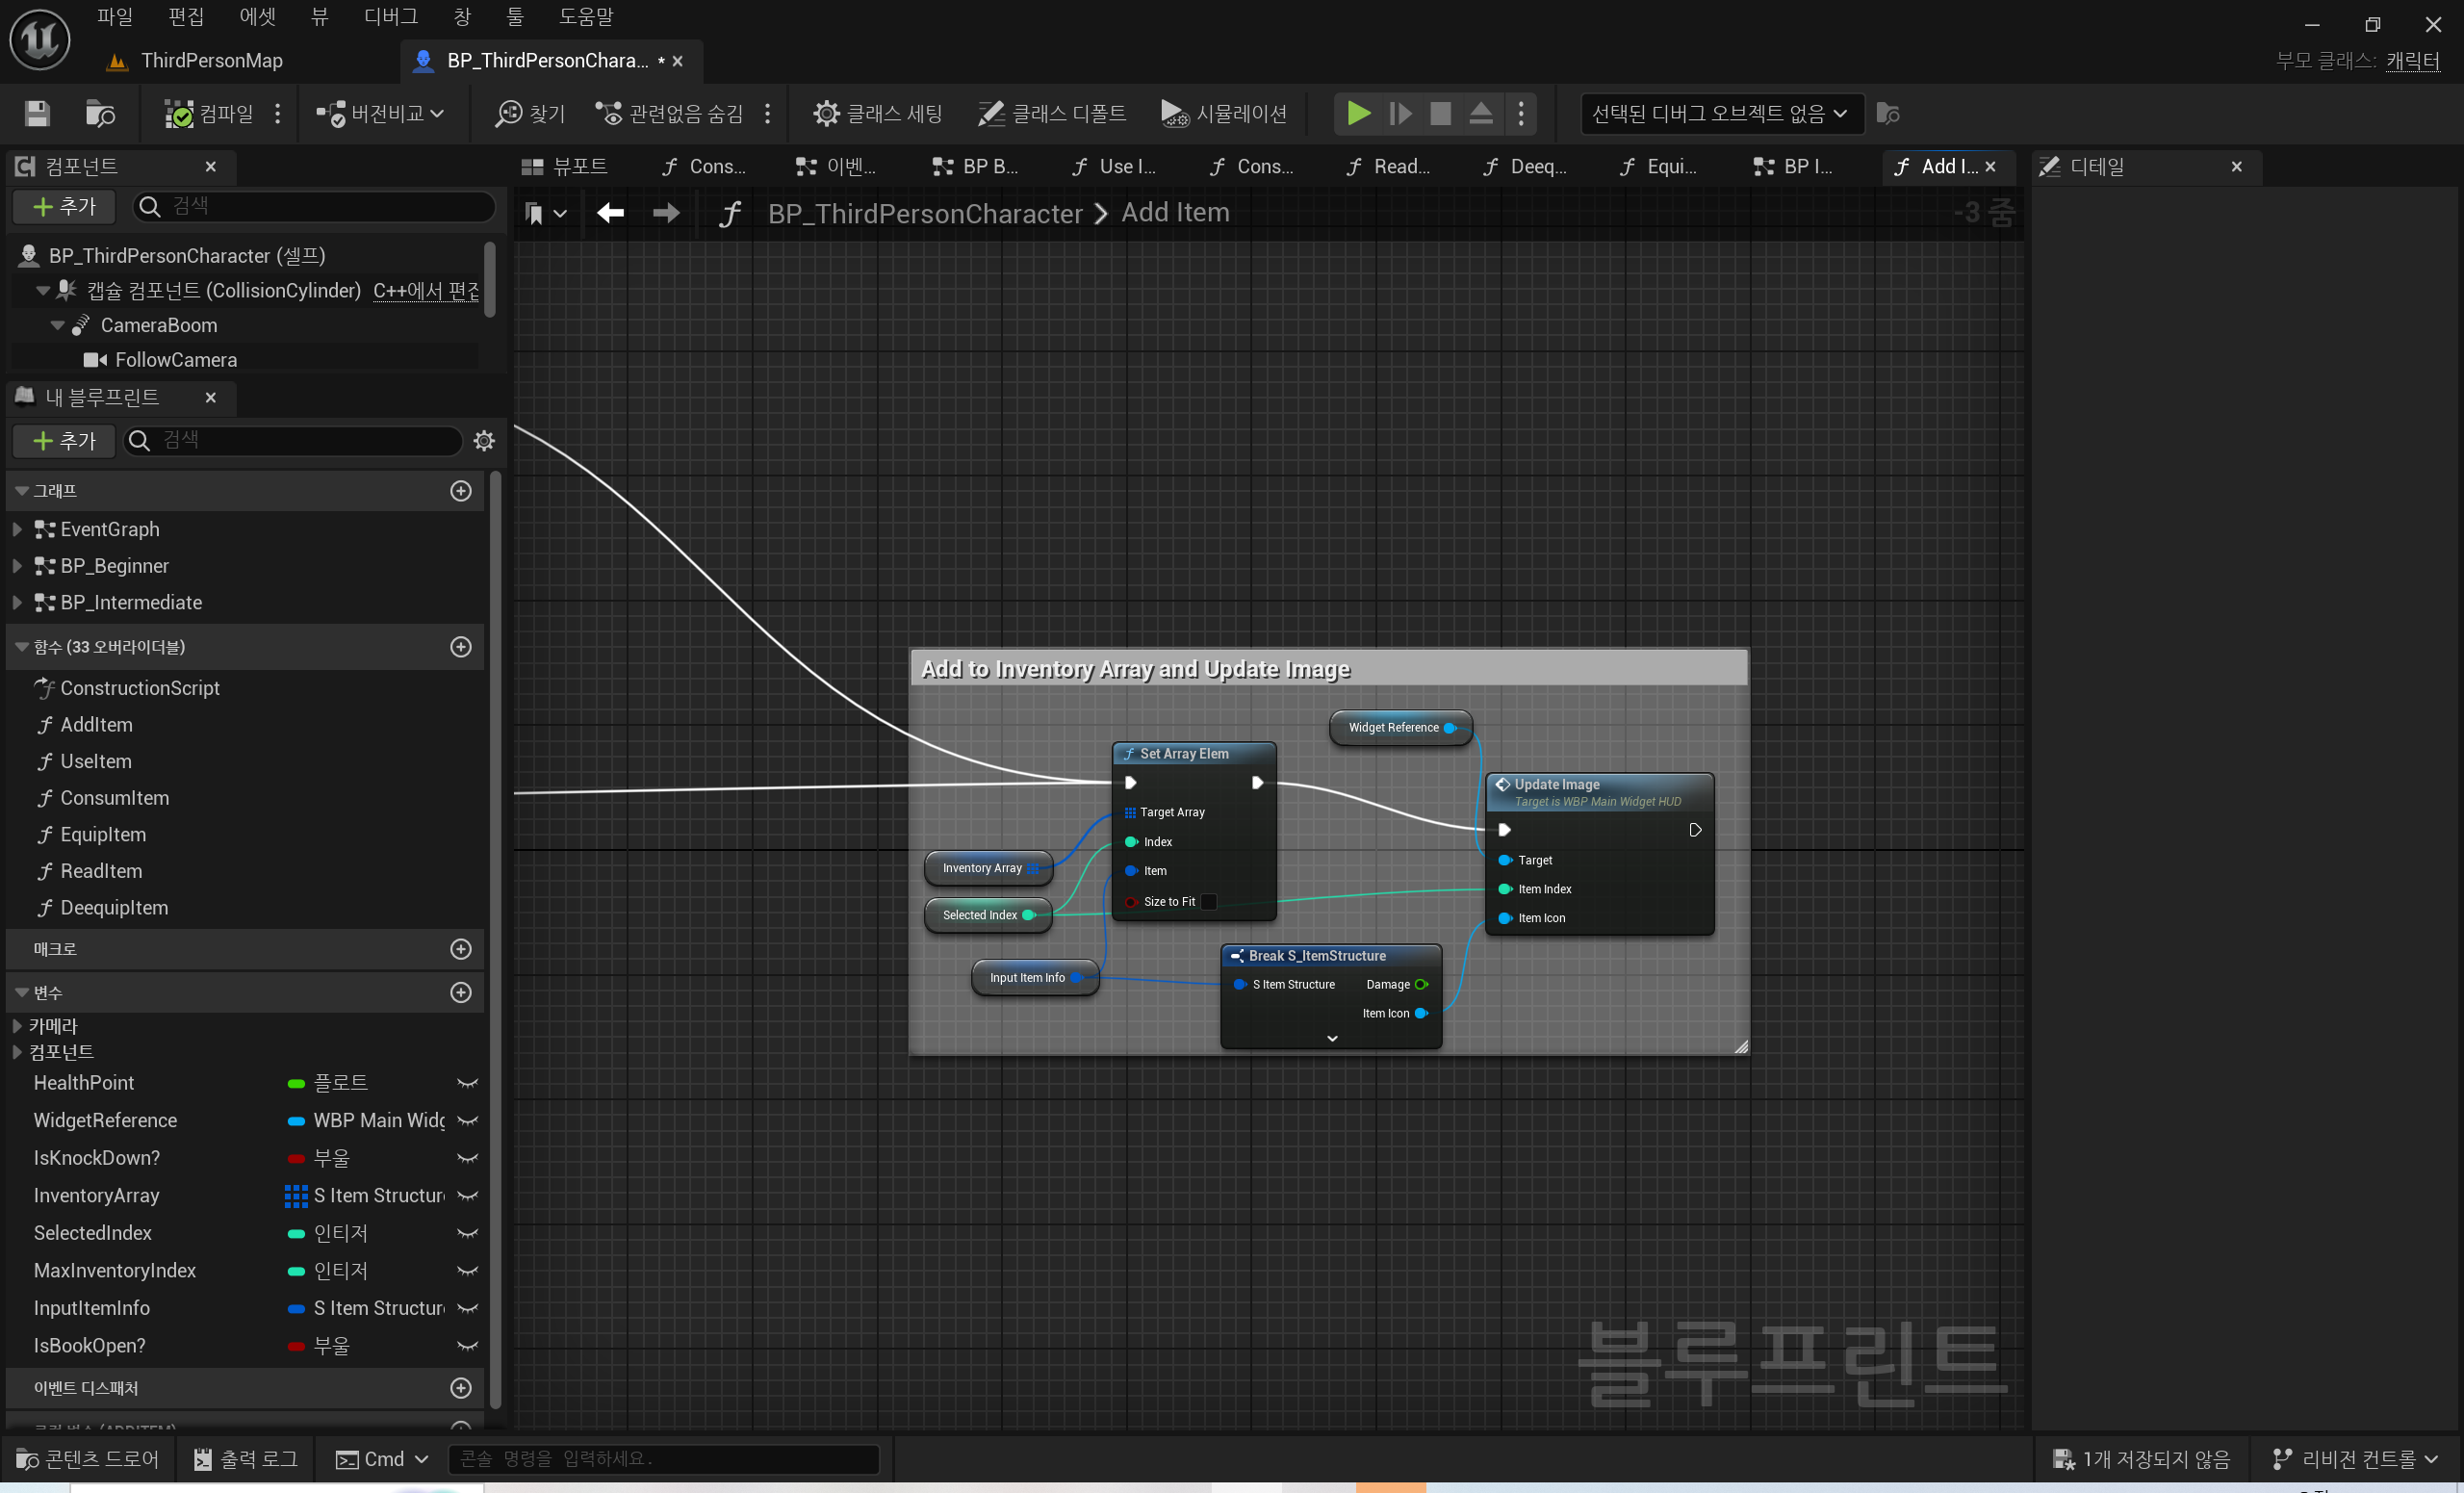 파일 편집 에셋 뷰 디버그 창 툴 도움말
ThirdPersonMap
BP_ThirdPersonChara... *
부모 클래스: 캐릭터
컴파일
버전비교
찾기
관련없음 숨김
클래스 세팅
클래스 디폴트
시뮬레이션
선택된 디버그 오브젝트 없음
컴포넌트
추가
검색
BP_ThirdPersonCharacter (셀프)
캡슐 컴포넌트 (CollisionCylinder) C++에서 편집
CameraBoom
FollowCamera
내 블루프린트
추가
검색
그래프
EventGraph
BP_Beginner
BP_Intermediate
함수 (33 오버라이더블)
ConstructionScript
AddItem
UseItem
ConsumItem
EquipItem
ReadItem
DeequipItem
매크로
변수
카메라
컴포넌트
HealthPoint 플로트
WidgetReference WBP Main Widg
IsKnockDown? 부울
InventoryArray S Item Structur
SelectedIndex 인티저
MaxInventoryIndex 인티저
InputItemInfo S Item Structur
IsBookOpen? 부울
이벤트 디스패처
뷰포트
Cons...
이벤...
BP B...
Use I...
Cons...
Read...
Deeq...
Equi...
BP I...
Add I...
BP_ThirdPersonCharacter > Add Item
-3 줌
Add to Inventory Array and Update Image
Widget Reference
Set Array Elem
Target Array
Index
Item
Size to Fit
Inventory Array
Selected Index
Input Item Info
Break S_ItemStructure
S Item Structure
Damage
Item Icon
Update Image
Target is WBP Main Widget HUD
Target
Item Index
Item Icon
블루프린트
디테일
콘텐츠 드로어
출력 로그
Cmd
콘솔 명령을 입력하세요.
1개 저장되지 않음
리비전 컨트롤